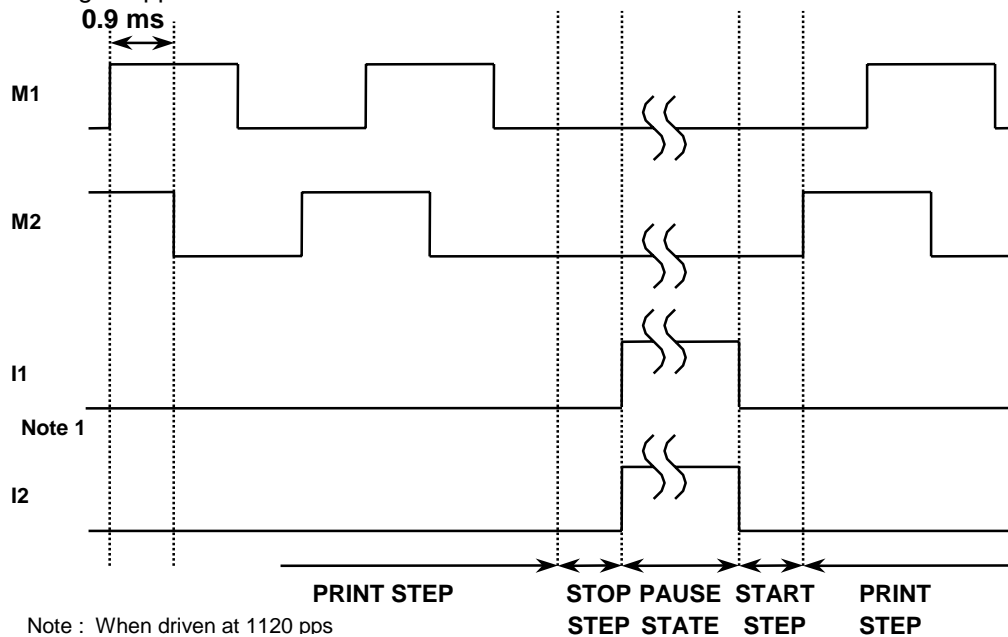 0.9 ms
M1
M2
I1
Note 1
I2
PRINT STEP
STOP STEP
PAUSE STATE
START STEP
PRINT STEP
Note : When driven at 1120 pps